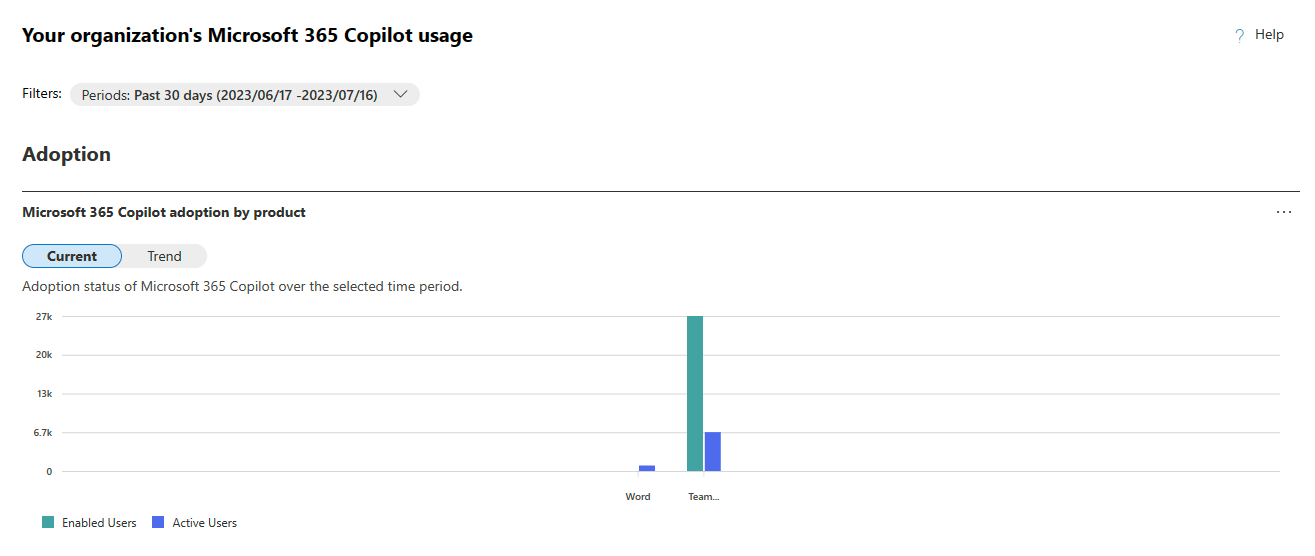 Your organization's Microsoft 365 Copilot usage
? Help
Filters: Periods: Past 30 days (2023/06/17 -2023/07/16)
Adoption
Microsoft 365 Copilot adoption by product
...
Current Trend
Adoption status of Microsoft 365 Copilot over the selected time period.
27k
20k
13k
6.7k
0
Word Team...
Enabled Users Active Users